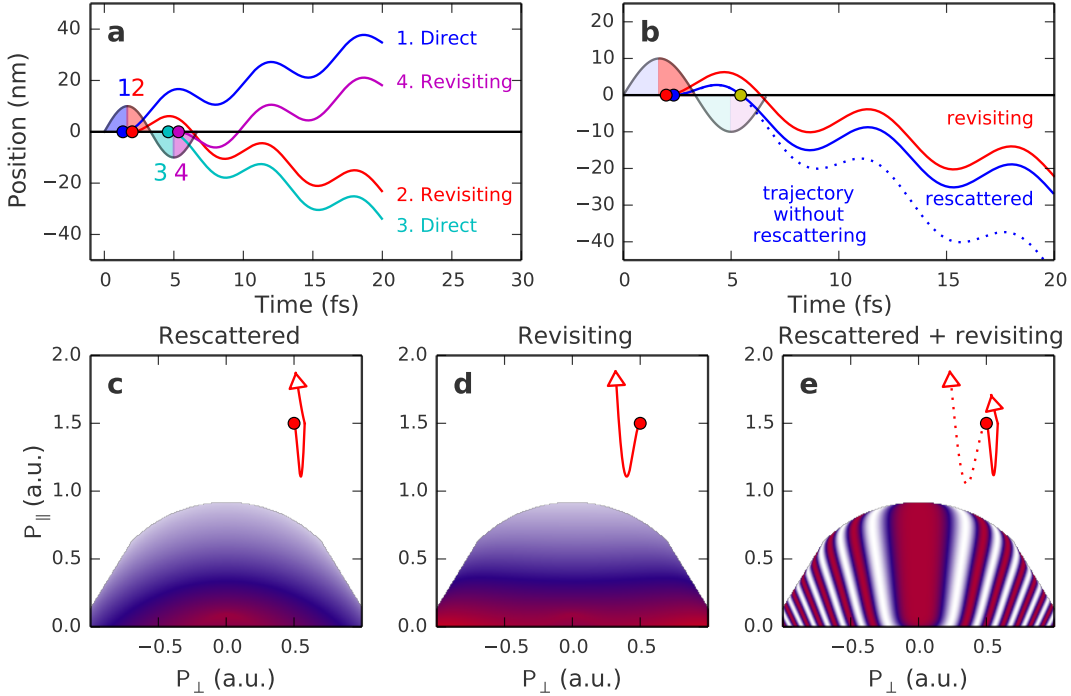 a
40
20
0
−20
−40
Position (nm)
12
3 4
1. Direct
4. Revisiting
2. Revisiting
3. Direct
0 5 10 15 20 25 30
Time (fs)
b
10
0
−10
−20
−30
−40
revisiting
rescattered
trajectory
without
rescattering
0 5 10 15 20
Time (fs)
Rescattered
c
2.0
1.5
1.0
0.5
0.0
P∥ (a.u.)
−0.5 0.0 0.5
P⊥ (a.u.)
Revisiting
d
2.0
1.5
1.0
0.5
0.0
−0.5 0.0 0.5
P⊥ (a.u.)
Rescattered + revisiting
e
2.0
1.5
1.0
0.5
0.0
−0.5 0.0 0.5
P⊥ (a.u.)